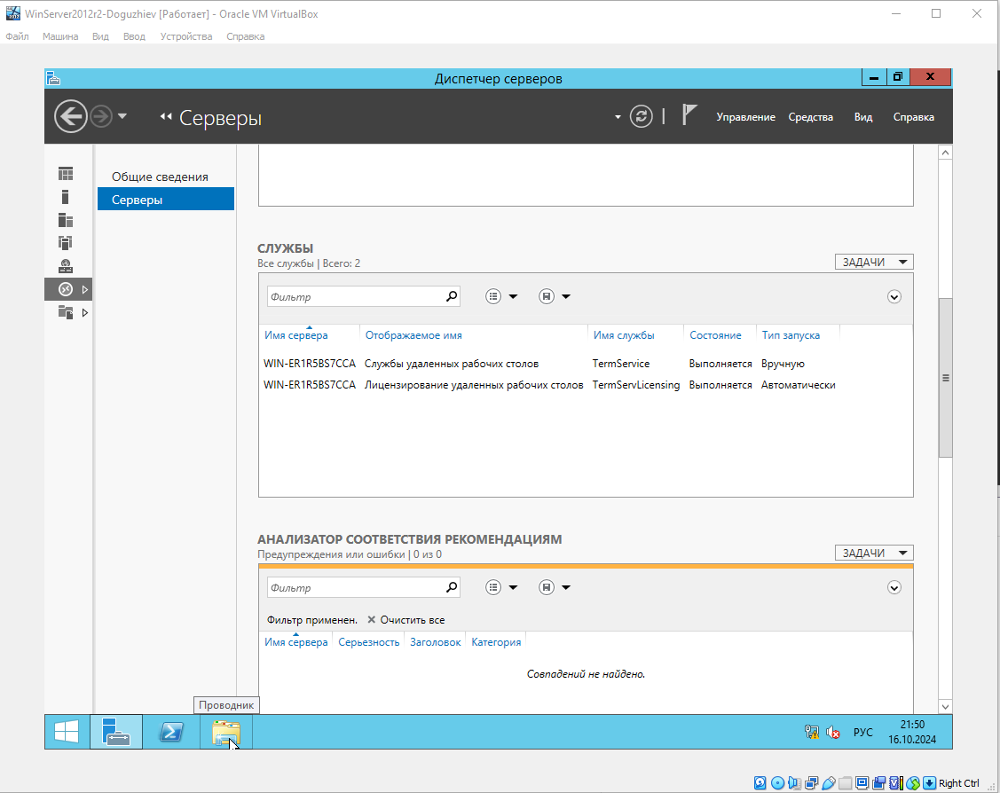 WinServer2012r2-Doguzhiev [Работает] - Oracle VM VirtualBox
Файл Машина Вид Ввод Устройства Справка
Диспетчер серверов
Серверы
Управление Средства Вид Справка
Общие сведения
Серверы
СЛУЖБЫ
Все службы | Всего: 2
ЗАДАЧИ
Фильтр
Имя сервера Отображаемое имя Имя службы Состояние Тип запуска
WIN-ER1R5BS7CCA Службы удаленных рабочих столов TermService Выполняется Вручную
WIN-ER1R5BS7CCA Лицензирование удаленных рабочих столов TermServLicensing Выполняется Автоматически
АНАЛИЗАТОР СООТВЕТСТВИЯ РЕКОМЕНДАЦИЯМ
Предупреждения или ошибки | 0 из 0
ЗАДАЧИ
Фильтр
Фильтр применен. Очистить все
Имя сервера Серьезность Заголовок Категория
Совпадений не найдено.
Проводник
РУС
21:50
16.10.2024
Right Ctrl